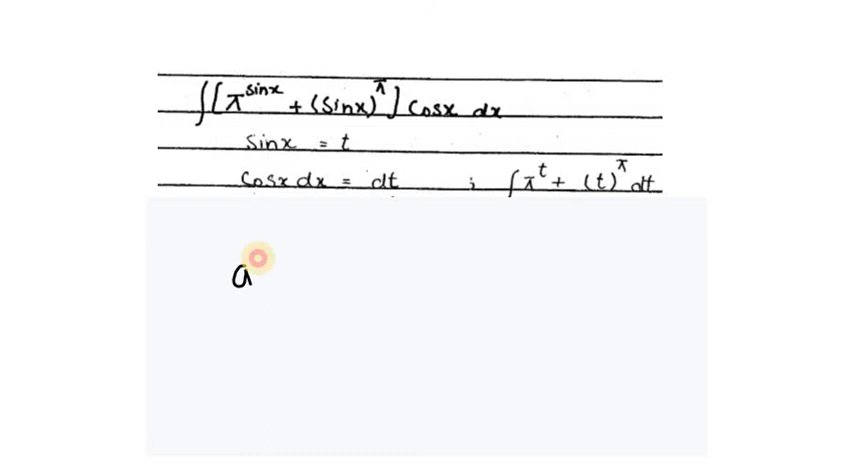 ∫[π^sinx + (sinx)^π] cosx dx
sinx = t
cosx dx = dt ; ∫π^t + (t)^π dt
a